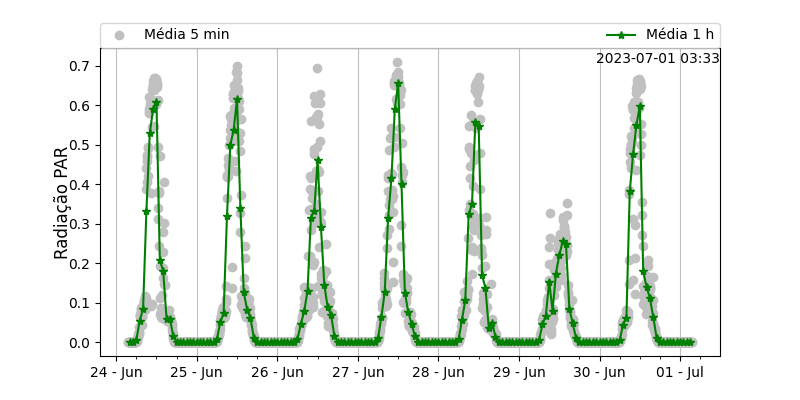 Média 5 min
Média 1 h
2023-07-01 03:33
Radiação PAR
0.7
0.6
0.5
0.4
0.3
0.2
0.1
0.0
24 - Jun
25 - Jun
26 - Jun
27 - Jun
28 - Jun
29 - Jun
30 - Jun
01 - Jul